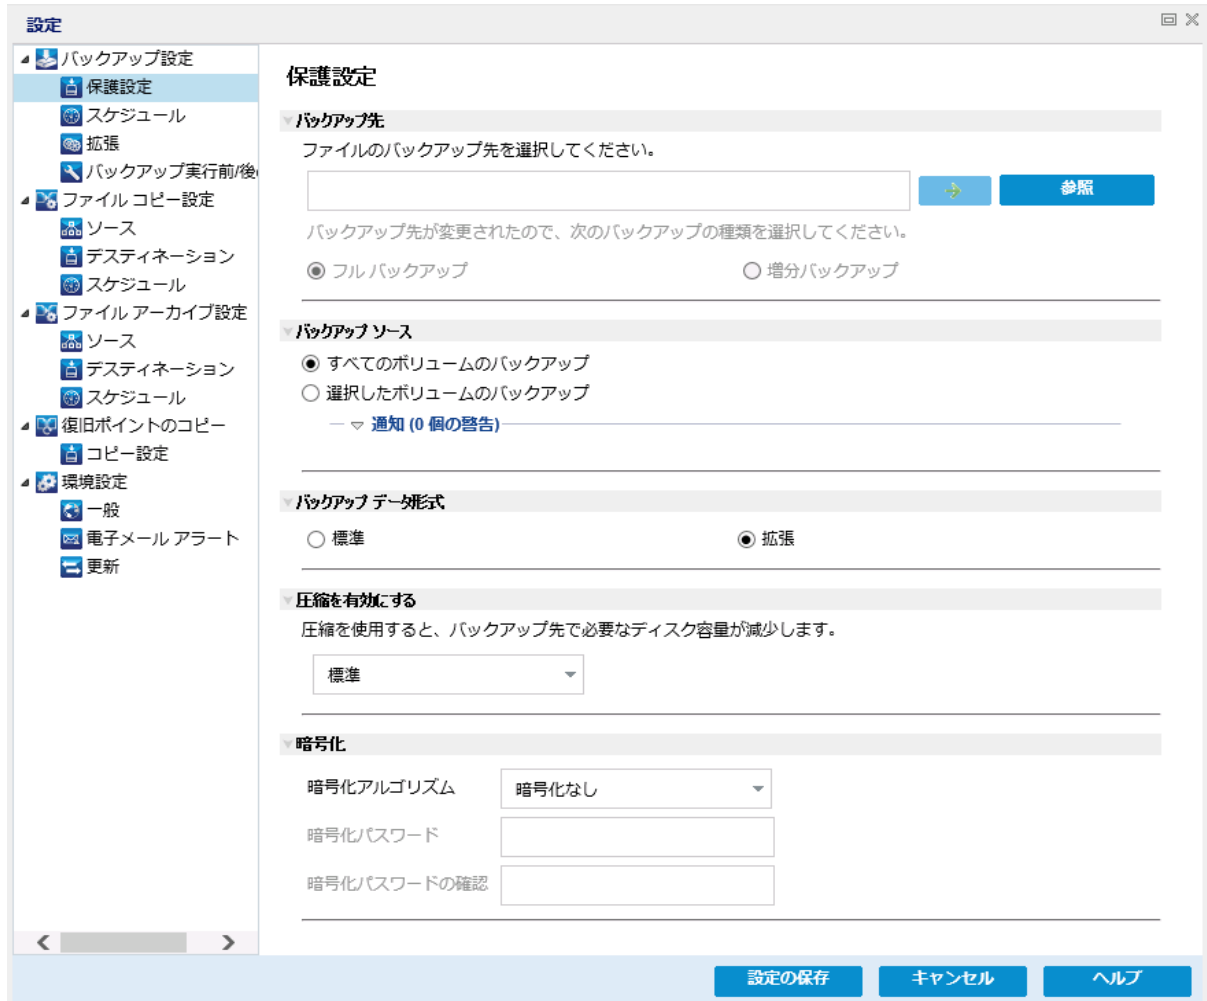 設定
バックアップ設定
保護設定
スケジュール
拡張
バックアップ実行前/後
ファイル コピー設定
ソース
デスティネーション
スケジュール
ファイル アーカイブ設定
ソース
デスティネーション
スケジュール
復旧ポイントのコピー
コピー設定
環境設定
一般
電子メール アラート
更新
保護設定
バックアップ先
ファイルのバックアップ先を選択してください。
参照
バックアップ先が変更されたので、次のバックアップの種類を選択してください。
フル バックアップ 増分バックアップ
バックアップ ソース
すべてのボリュームのバックアップ
選択したボリュームのバックアップ
通知 (0 個の警告)
バックアップ データ形式
標準 拡張
圧縮を有効にする
圧縮を使用すると、バックアップ先で必要なディスク容量が減少します。
標準
暗号化
暗号化アルゴリズム 暗号化なし
暗号化パスワード
暗号化パスワードの確認
設定の保存 キャンセル ヘルプ